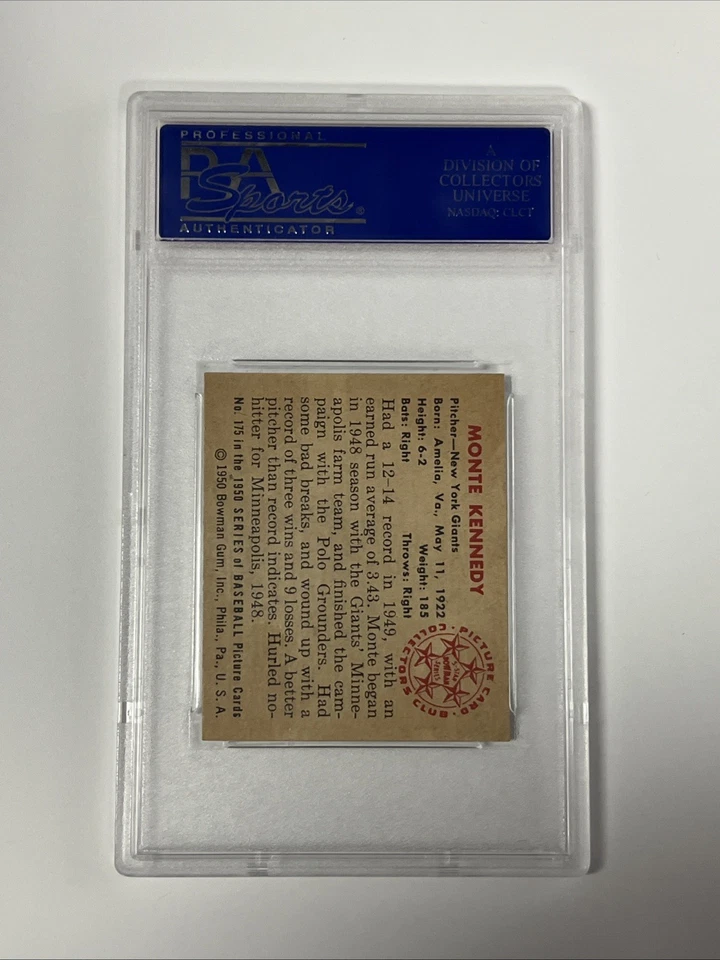 PROFESSIONAL
PSA
Sports®
AUTHENTICATOR
A
DIVISION OF
COLLECTORS
UNIVERSE
NASDAQ: CLCT
MONTE KENNEDY
Pitcher—New York Giants
Born: Amelia, Va., May 11, 1922
Height: 6-2 Weight: 185
Bats: Right Throws: Right
Had a 12-14 record in 1949, with an
earned run average of 3.43. Monte began
in 1948 season with the Giants' Minne-
apolis farm team, and finished the cam-
paign with the Polo Grounders. Had
some bad breaks, and wound up with a
record of three wins and 9 losses. A better
pitcher than record indicates. Hurled no-
hitter for Minneapolis, 1948.
No. 175 in the 1950 SERIES of BASEBALL Picture Cards
©1950 Bowman Gum, Inc., Phila., Pa., U. S. A.
PICTURE CARD
COLLECTORS CLUB
5-STAR
BOWMAN